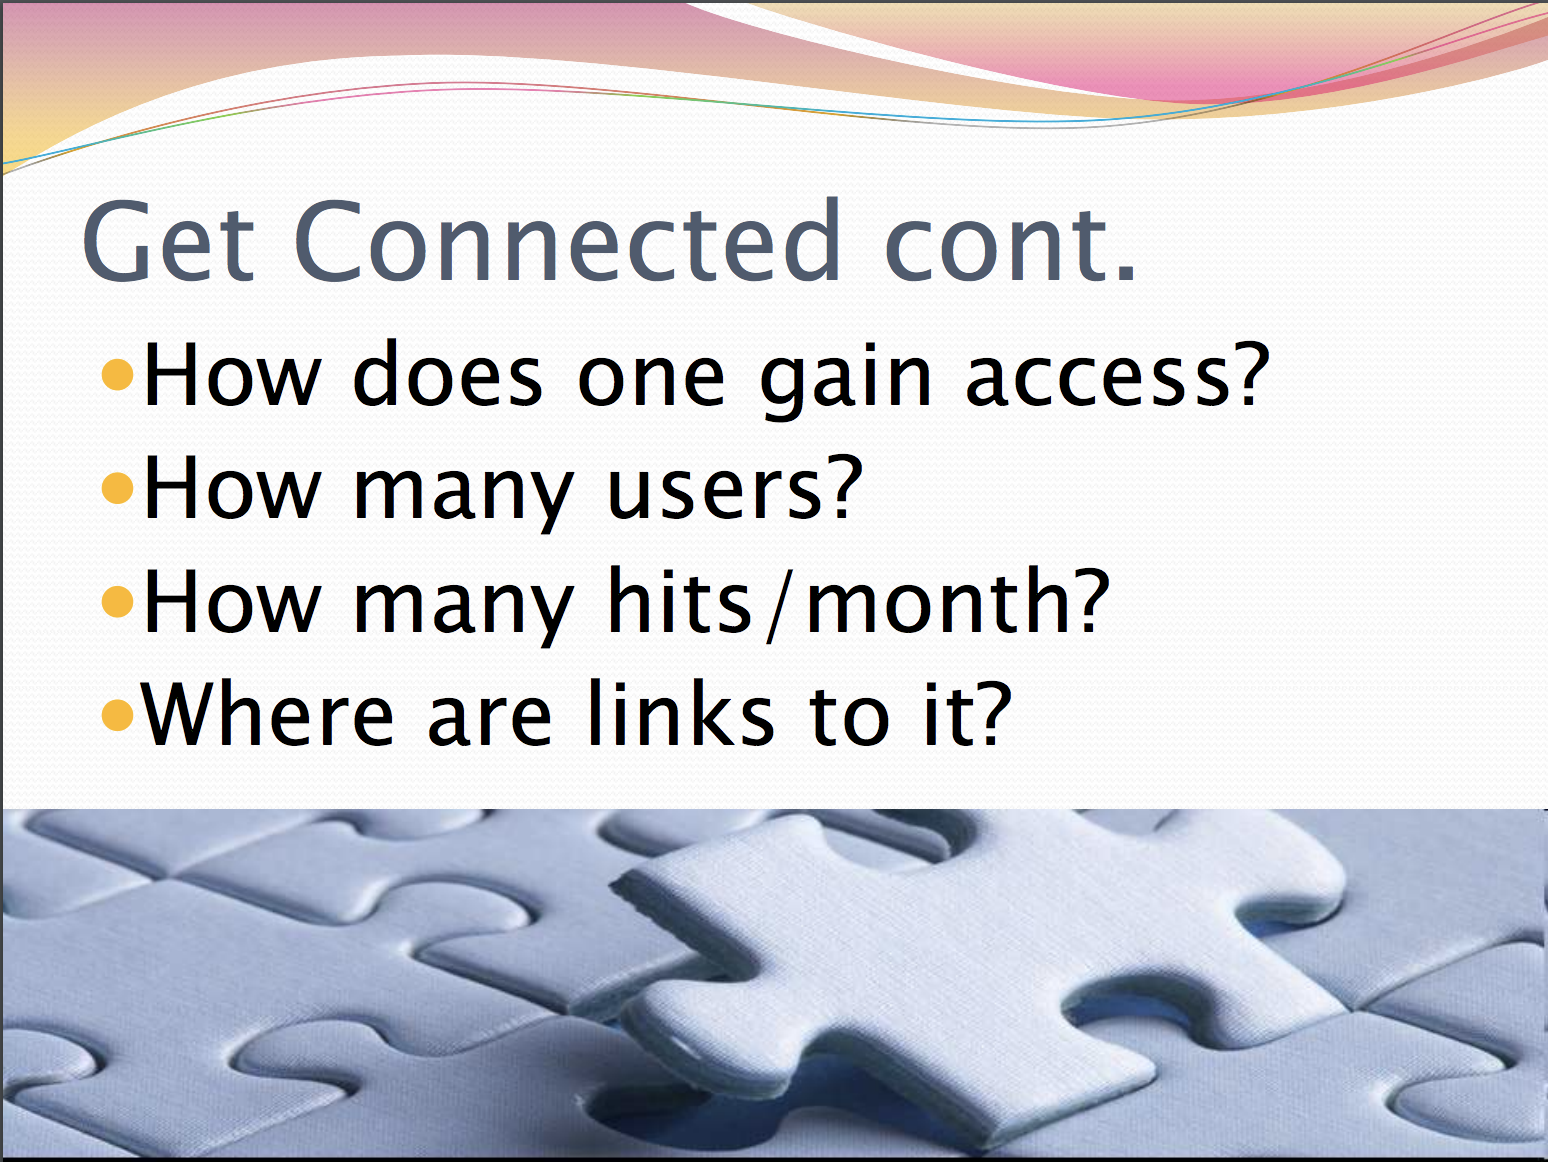 Get Connected cont.
How does one gain access?
How many users?
How many hits/month?
Where are links to it?